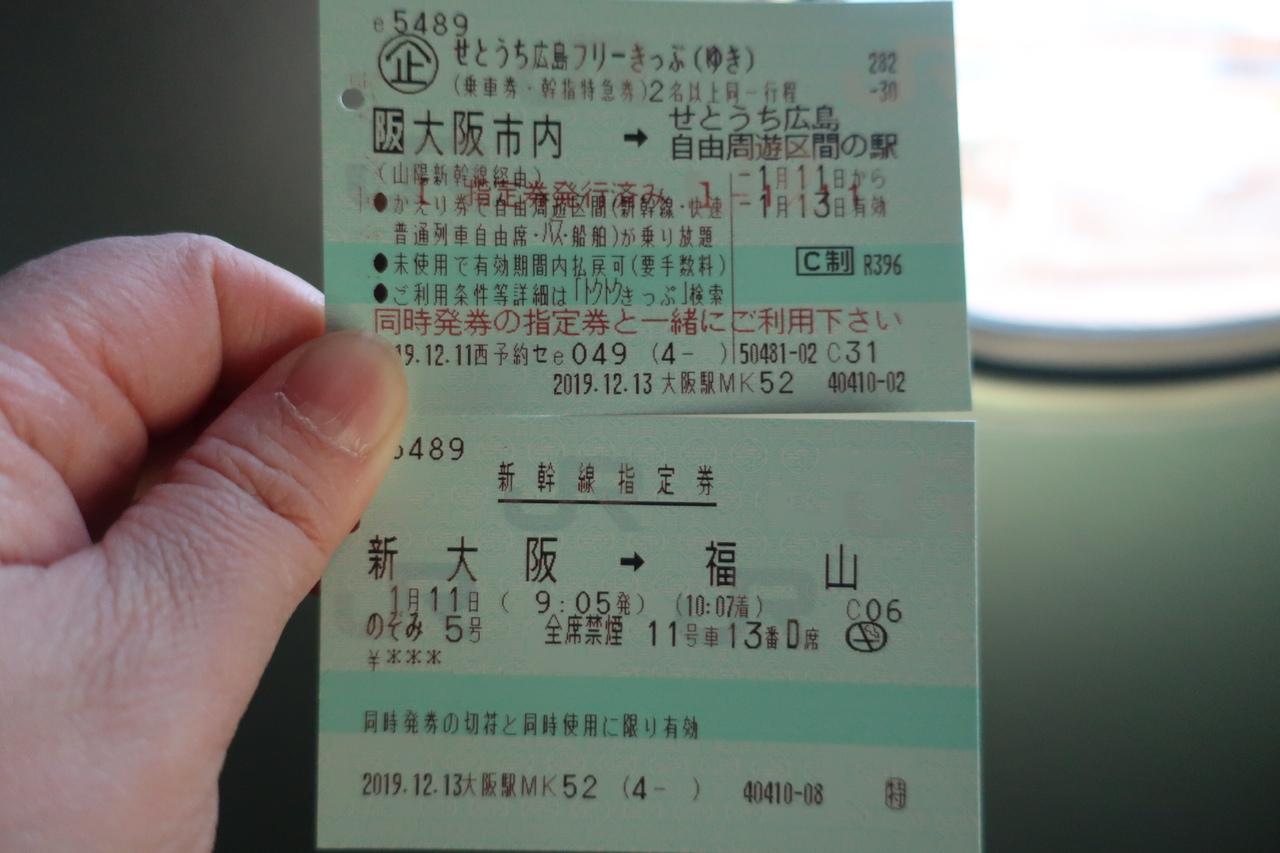 e5489
企 せとうち広島フリーきっぷ(ゆき) 282
(乗車券・幹指特急券)2名以上同一行程 -30
阪 大阪市内 → せとうち広島
自由周遊区間の駅
(山陽新幹線経由) -1月11日から
指定券発行済み
●かえり券で自由周遊区間(新幹線・快速 -1月13日有効
普通列車自由席・バス・船舶)が乗り放題
●未使用で有効期間内払戻可(要手数料) C制 R396
●ご利用条件等詳細は「トクトクきっぷ」検索
同時発券の指定券と一緒にご利用下さい
19.12.11西予約セe049 (4- ) 50481-02 C31
2019.12.13 大阪駅MK52 40410-02
5489
新幹線指定券
新大阪 → 福山
1月11日 ( 9:05発) (10:07着) C06
のぞみ 5号 全席禁煙 11号車13番D席
¥***
同時発券の切符と同時使用に限り有効
2019.12.13大阪駅MK52 (4- ) 40410-08 特